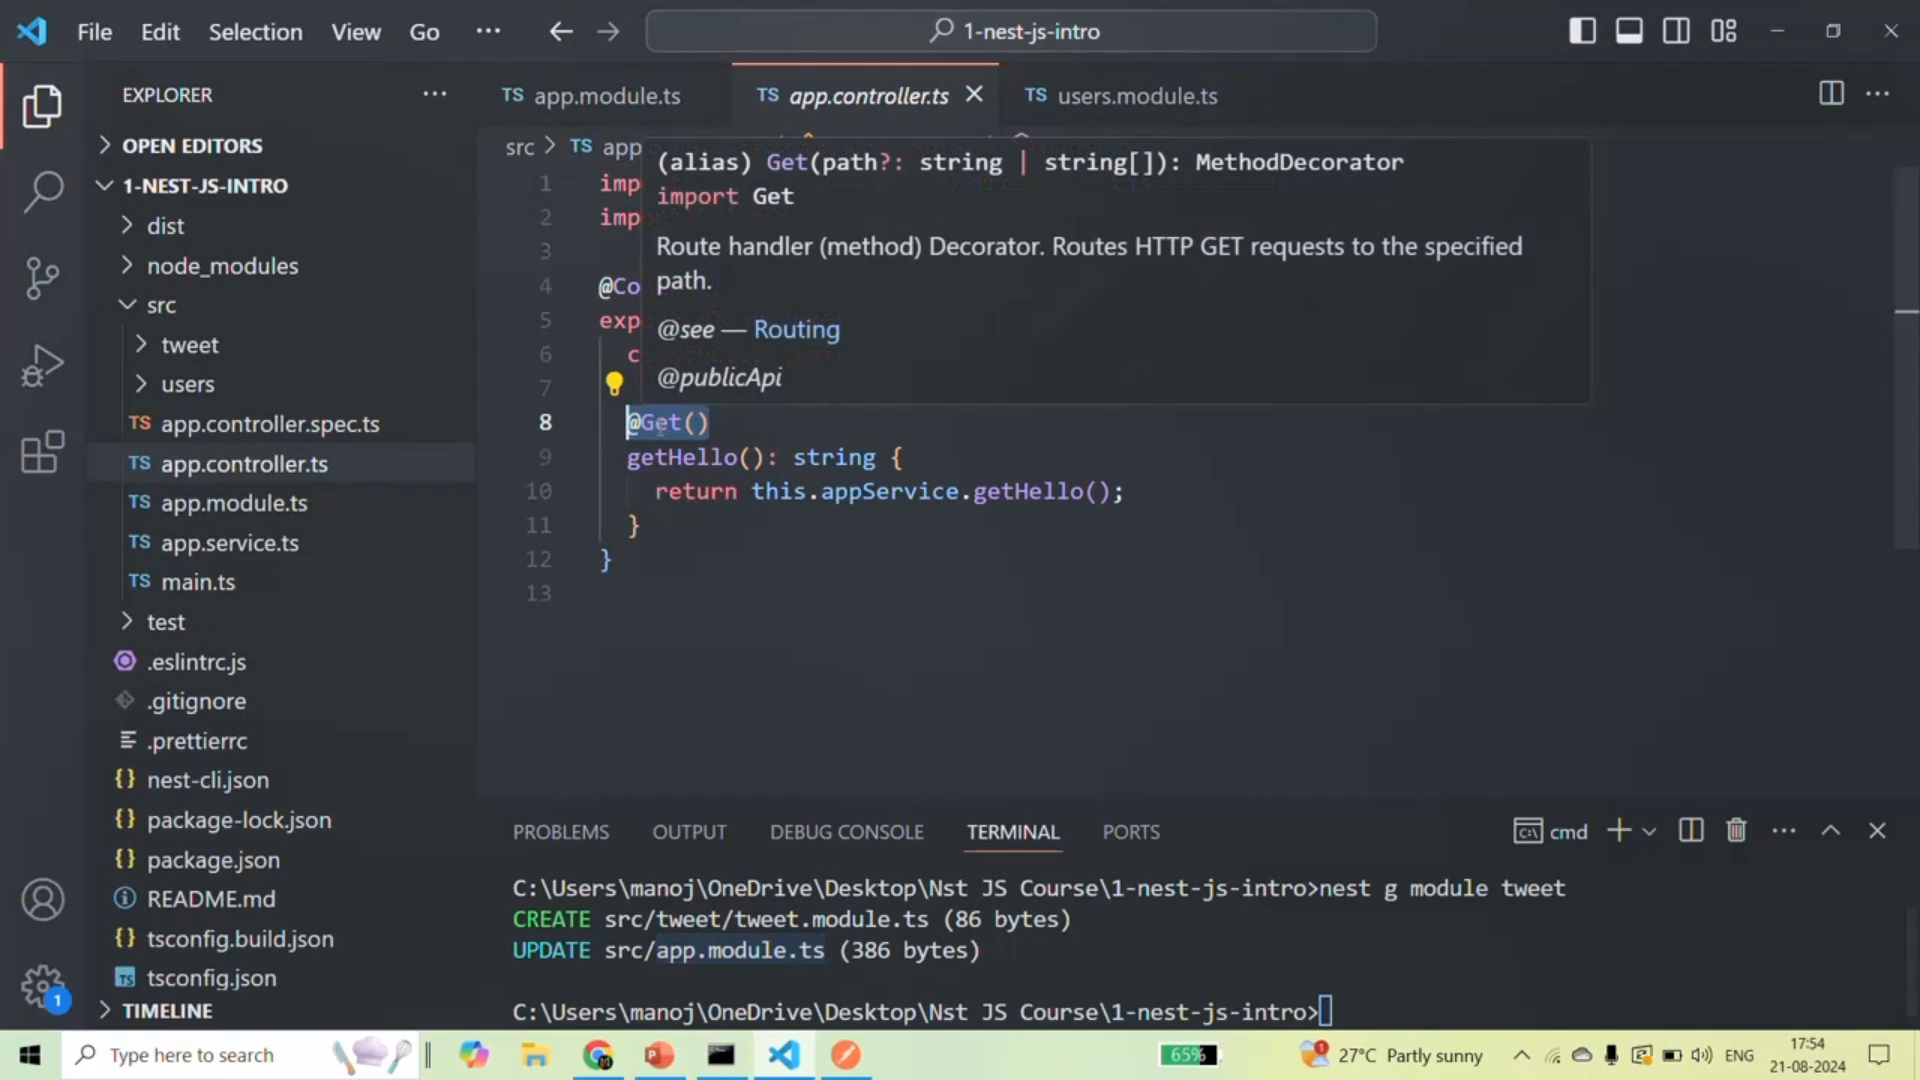 File Edit Selection View Go ··· 1-nest-js-intro
EXPLORER ···
OPEN EDITORS
1-NEST-JS-INTRO
dist
node_modules
src
tweet
users
TS app.controller.spec.ts
TS app.controller.ts
TS app.module.ts
TS app.service.ts
TS main.ts
test
.eslintrc.js
.gitignore
.prettierrc
{} nest-cli.json
{} package-lock.json
{} package.json
README.md
{} tsconfig.build.json
TS tsconfig.json
TIMELINE
1
TS app.module.ts TS app.controller.ts TS users.module.ts
src > TS app
(alias) Get(path?: string | string[]): MethodDecorator
import Get
Route handler (method) Decorator. Routes HTTP GET requests to the specified
path.
@see — Routing
@publicApi
1 imp
2 imp
3
4 @Co
5 exp
6 c
7
8 @Get()
9 getHello(): string {
10 return this.appService.getHello();
11 }
12 }
13
PROBLEMS OUTPUT DEBUG CONSOLE TERMINAL PORTS cmd
C:\Users\manoj\OneDrive\Desktop\Nst JS Course\1-nest-js-intro>nest g module tweet
CREATE src/tweet/tweet.module.ts (86 bytes)
UPDATE src/app.module.ts (386 bytes)
C:\Users\manoj\OneDrive\Desktop\Nst JS Course\1-nest-js-intro>
Type here to search 65% 27°C Partly sunny ENG 17:54
21-08-2024